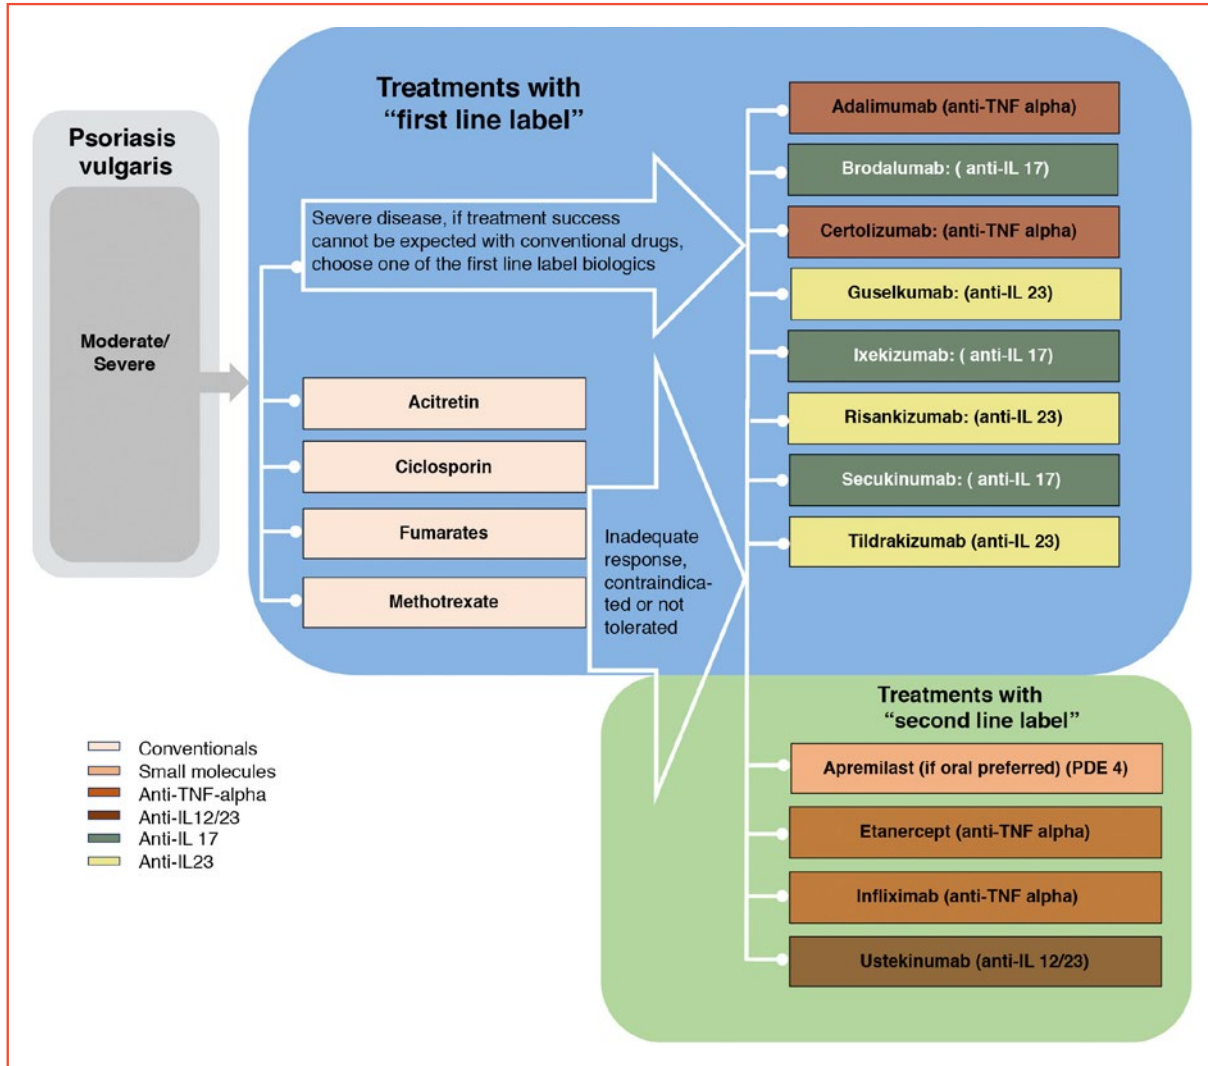 Psoriasis
vulgaris
Moderate/
Severe
Treatments with
“first line label”
Severe disease, if treatment success
cannot be expected with conventional drugs,
choose one of the first line label biologics
Acitretin
Ciclosporin
Fumarates
Methotrexate
Inadequate
response,
contraindica-
ted or not
tolerated
Adalimumab (anti-TNF alpha)
Brodalumab: ( anti-IL 17)
Certolizumab: (anti-TNF alpha)
Guselkumab: (anti-IL 23)
Ixekizumab: ( anti-IL 17)
Risankizumab: (anti-IL 23)
Secukinumab: ( anti-IL 17)
Tildrakizumab (anti-IL 23)
Treatments with
“second line label”
Apremilast (if oral preferred) (PDE 4)
Etanercept (anti-TNF alpha)
Infliximab (anti-TNF alpha)
Ustekinumab (anti-IL 12/23)
Conventionals
Small molecules
Anti-TNF-alpha
Anti-IL12/23
Anti-IL 17
Anti-IL23